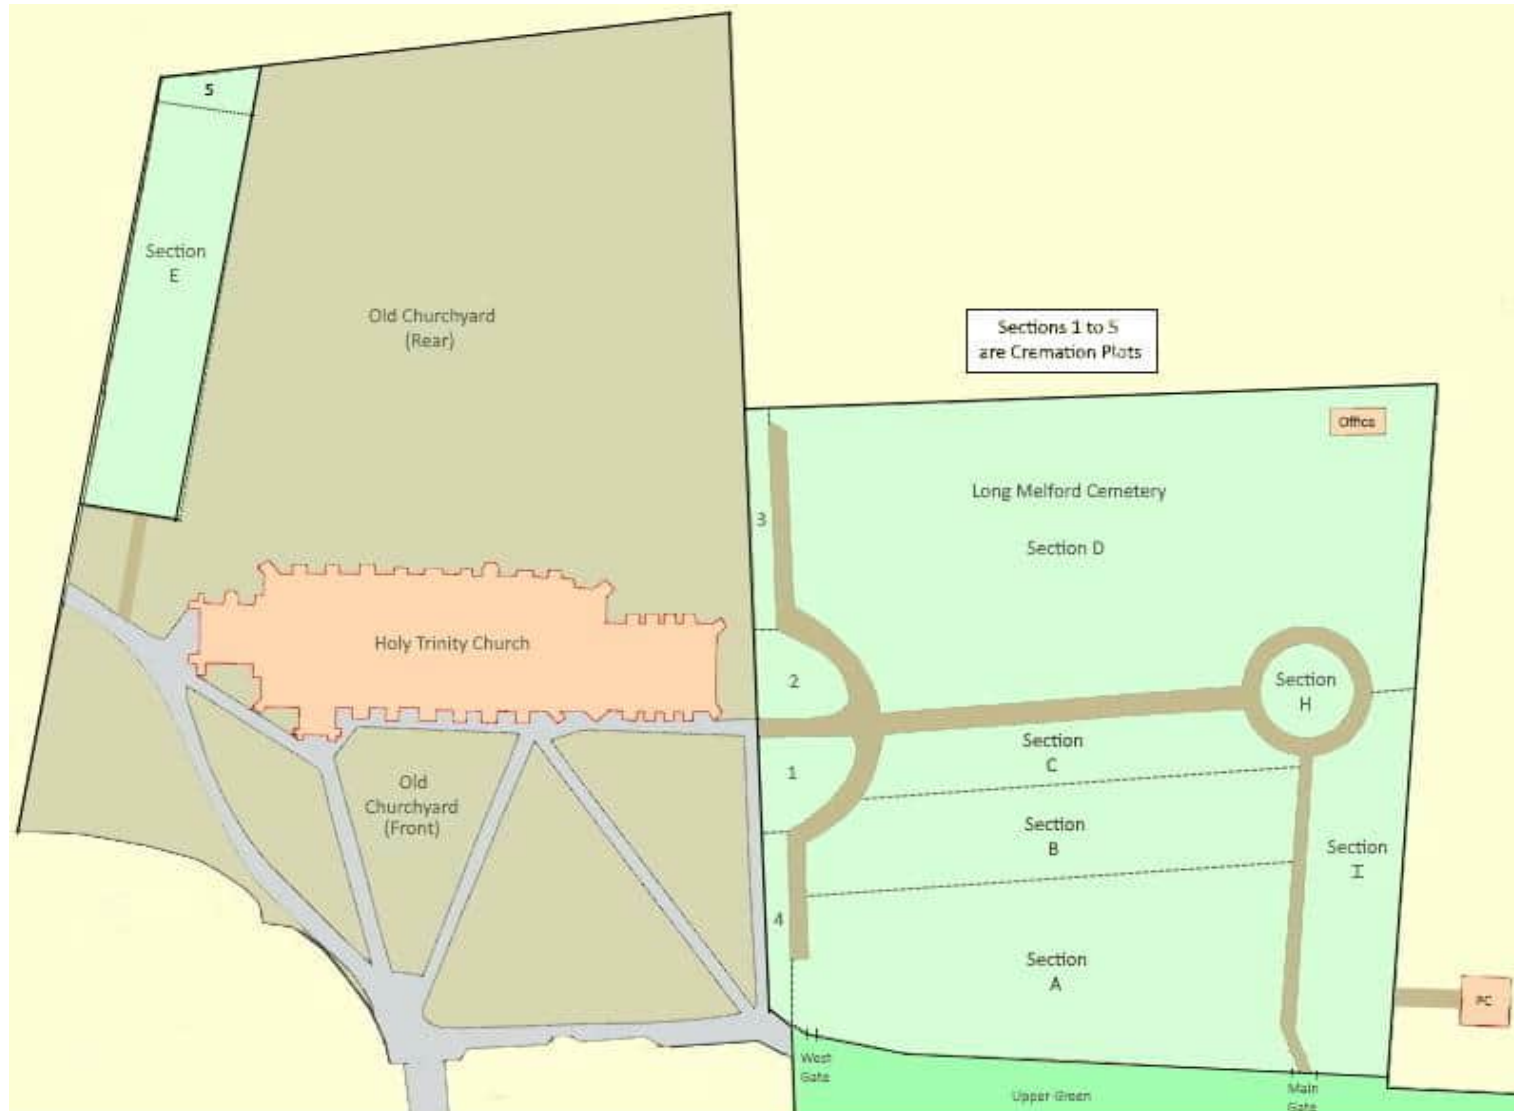 5
Section
E
Old Churchyard
(Rear)
Sections 1 to 5
are Cremation Plots
Office
Long Melford Cemetery
3
Section D
Holy Trinity Church
2
Section
H
Section
C
1
Old
Churchyard
(Front)
Section
B
Section
I
4
Section
A
PC
West
Gate
Upper Green
Main
Gate